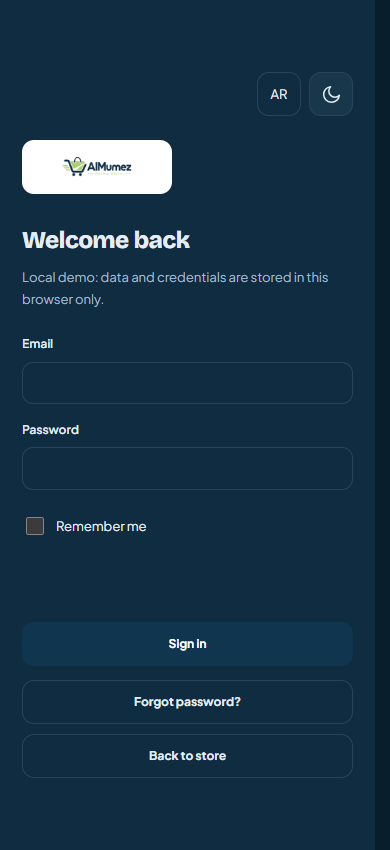 AR
AlMumez
Welcome back
Local demo: data and credentials are stored in this
browser only.
Email
Password
Remember me
Sign in
Forgot password?
Back to store